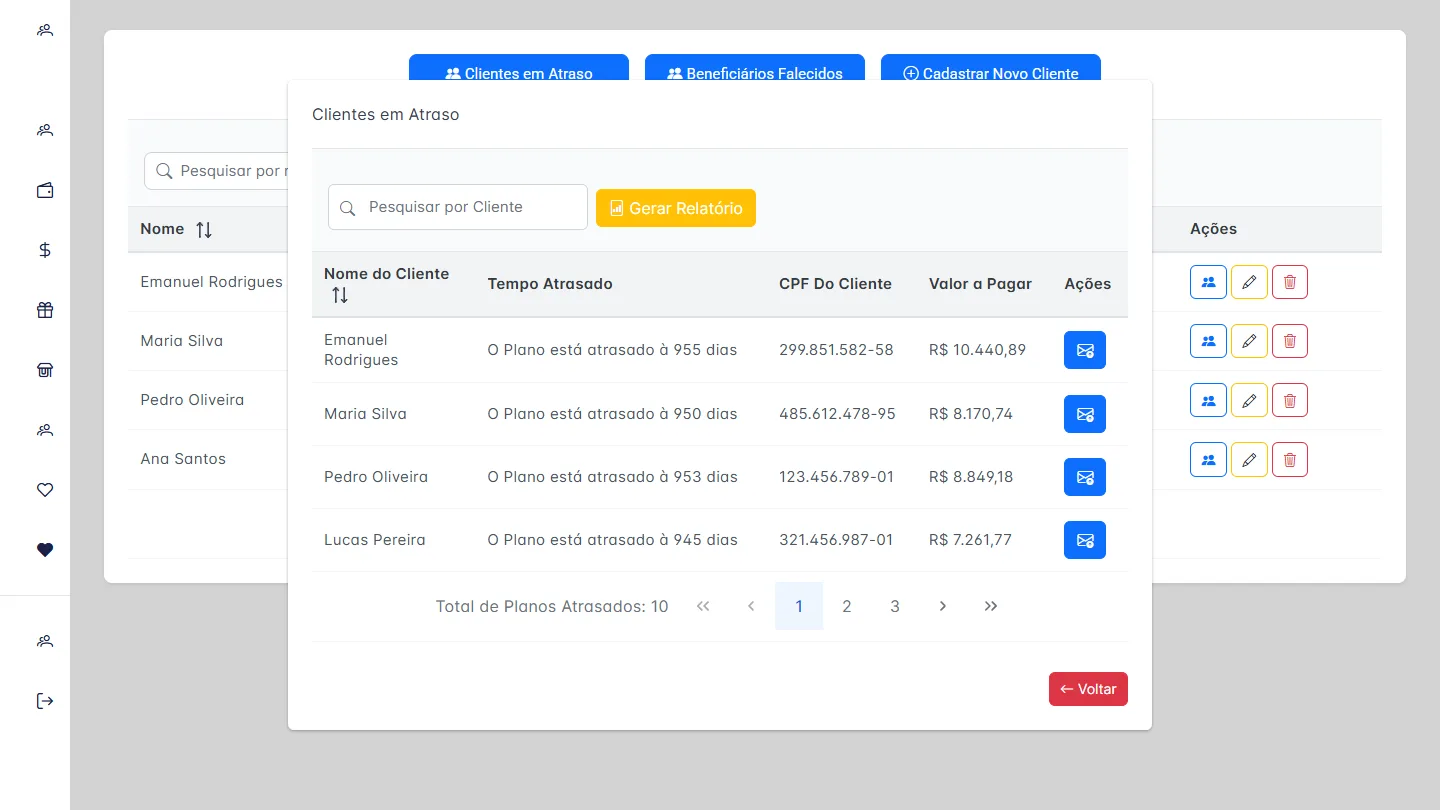 Clientes em Atraso
Beneficiários Falecidos
Cadastrar Novo Cliente
Clientes em Atraso
Pesquisar por
Pesquisar por Cliente
Gerar Relatório
Nome
Ações
Nome do Cliente
Tempo Atrasado
CPF Do Cliente
Valor a Pagar
Ações
Emanuel Rodrigues
Maria Silva
Pedro Oliveira
Ana Santos
Emanuel
Rodrigues
O Plano está atrasado à 955 dias
299.851.582-58
R$ 10.440,89
Maria Silva
O Plano está atrasado à 950 dias
485.612.478-95
R$ 8.170,74
Pedro Oliveira
O Plano está atrasado à 953 dias
123.456.789-01
R$ 8.849,18
Lucas Pereira
O Plano está atrasado à 945 dias
321.456.987-01
R$ 7.261,77
Total de Planos Atrasados: 10
1
2
3
Voltar